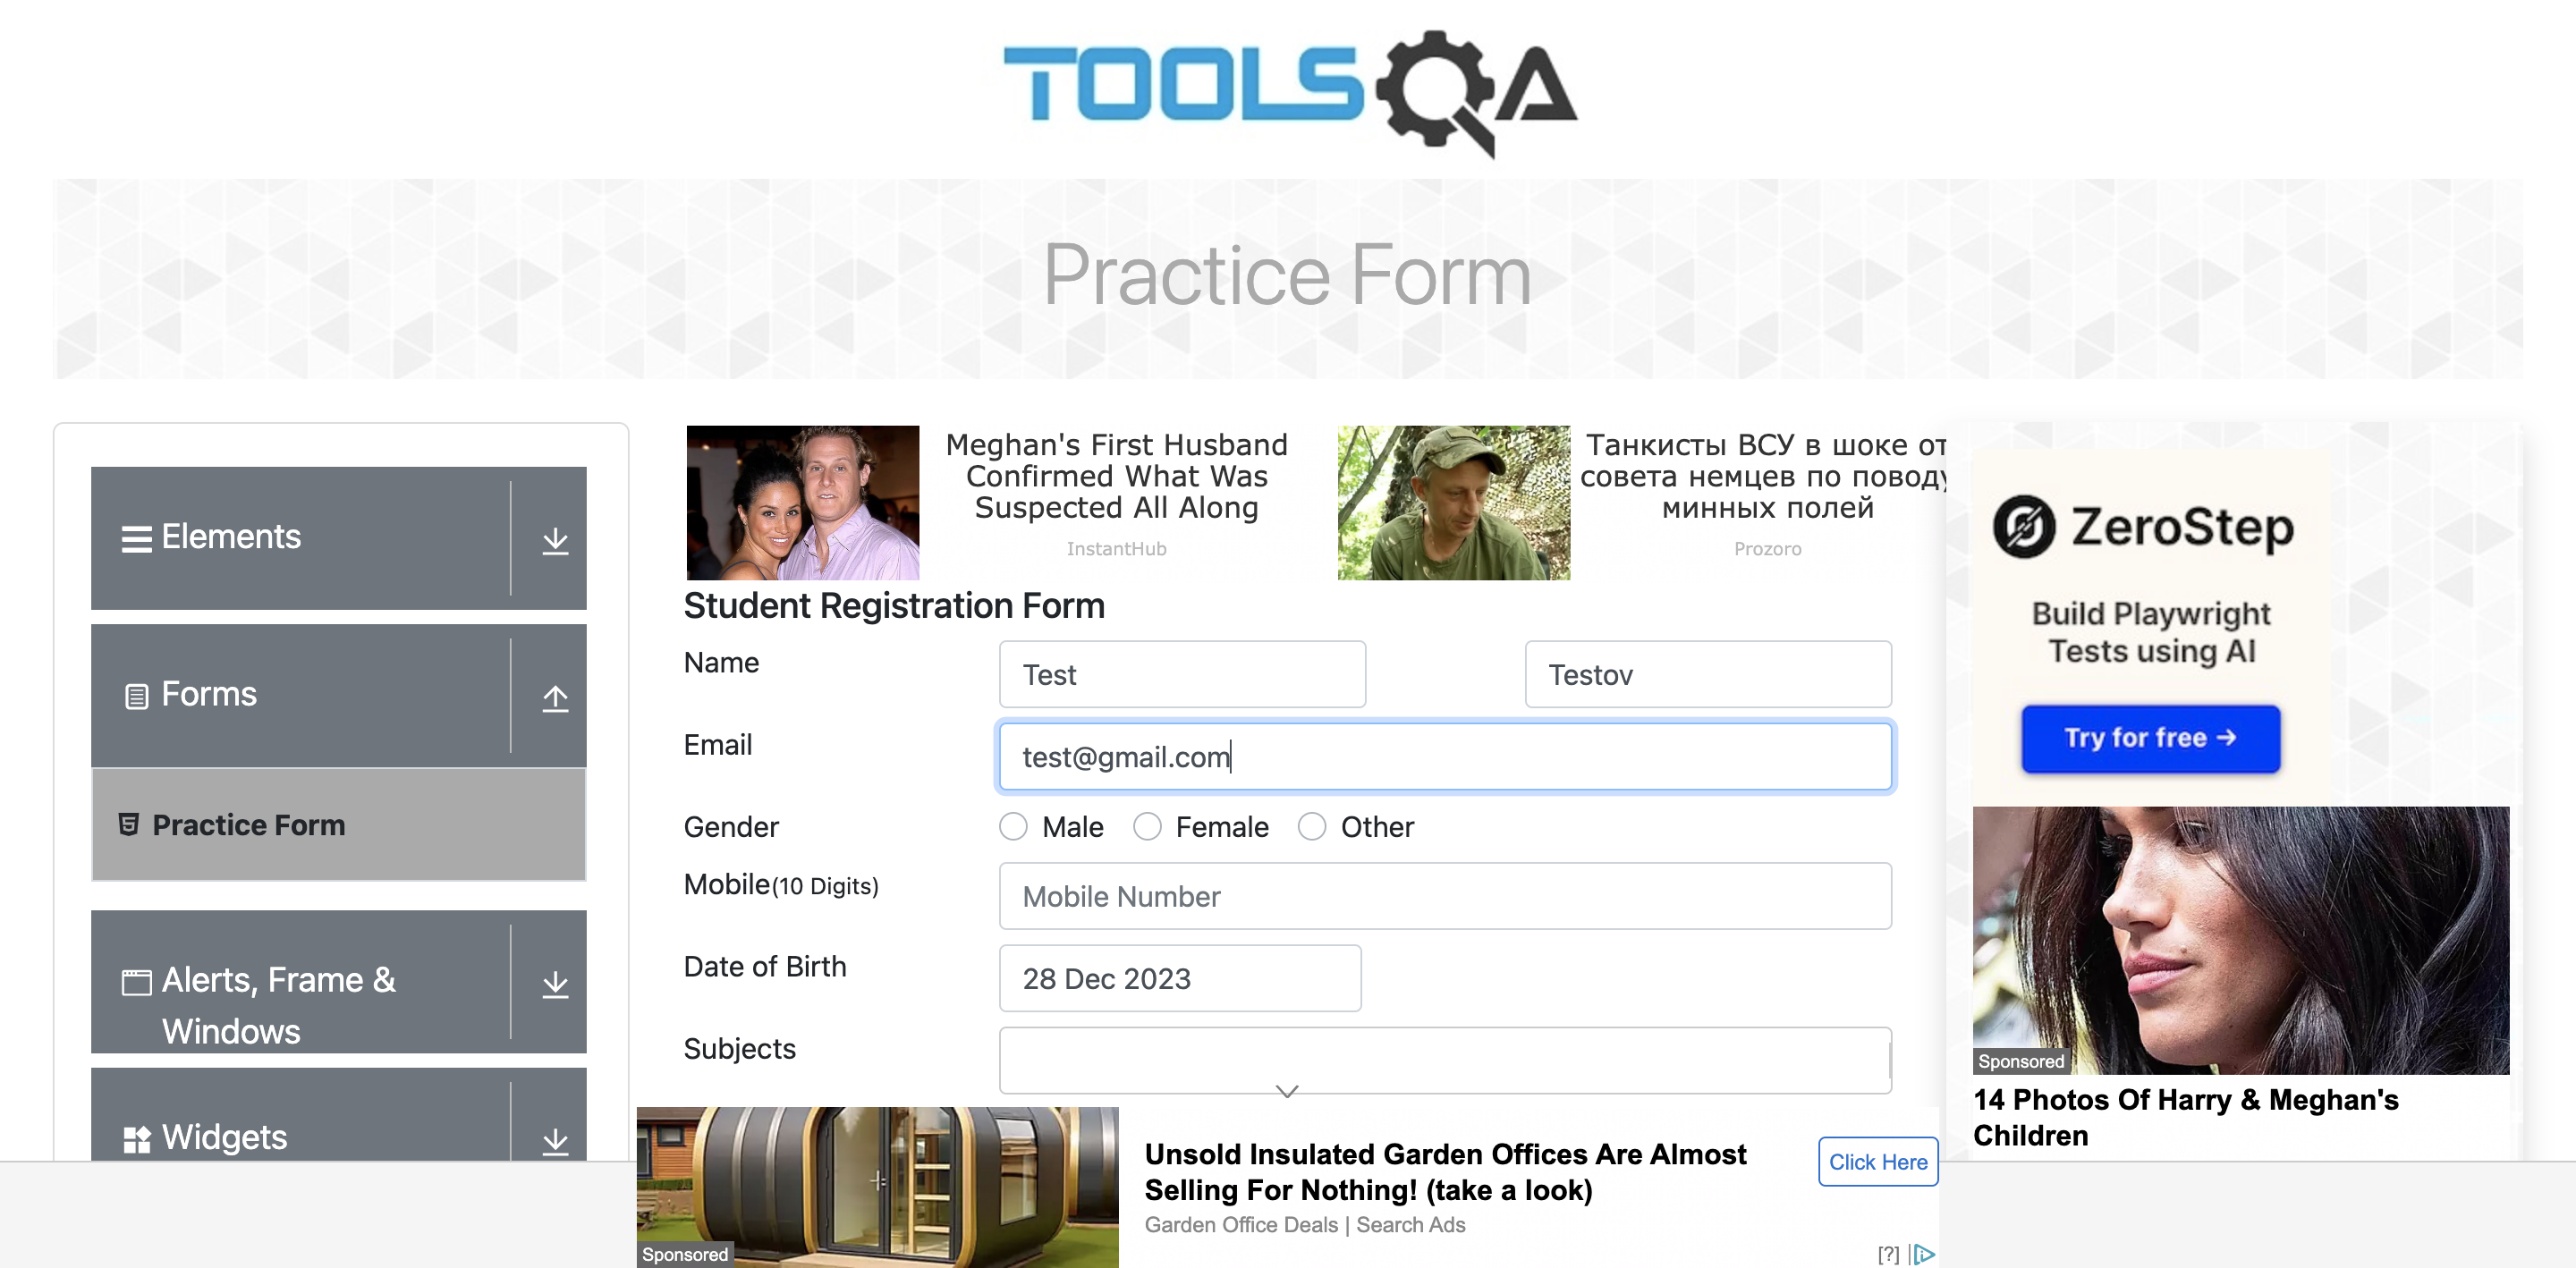 TOOLSQA
Practice Form
Elements
Forms
Practice Form
Alerts, Frame &
Windows
Widgets
Meghan's First Husband
Confirmed What Was
Suspected All Along
InstantHub
Танкисты ВСУ в шоке от
совета немцев по поводу
минных полей
Prozoro
Student Registration Form
Name
Test
Testov
Email
test@gmail.com
Gender
Male
Female
Other
Mobile(10 Digits)
Mobile Number
Date of Birth
28 Dec 2023
Subjects
ZeroStep
Build Playwright
Tests using AI
Try for free →
Sponsored
14 Photos Of Harry & Meghan's
Children
Sponsored
Unsold Insulated Garden Offices Are Almost
Selling For Nothing! (take a look)
Garden Office Deals | Search Ads
Click Here
[?]